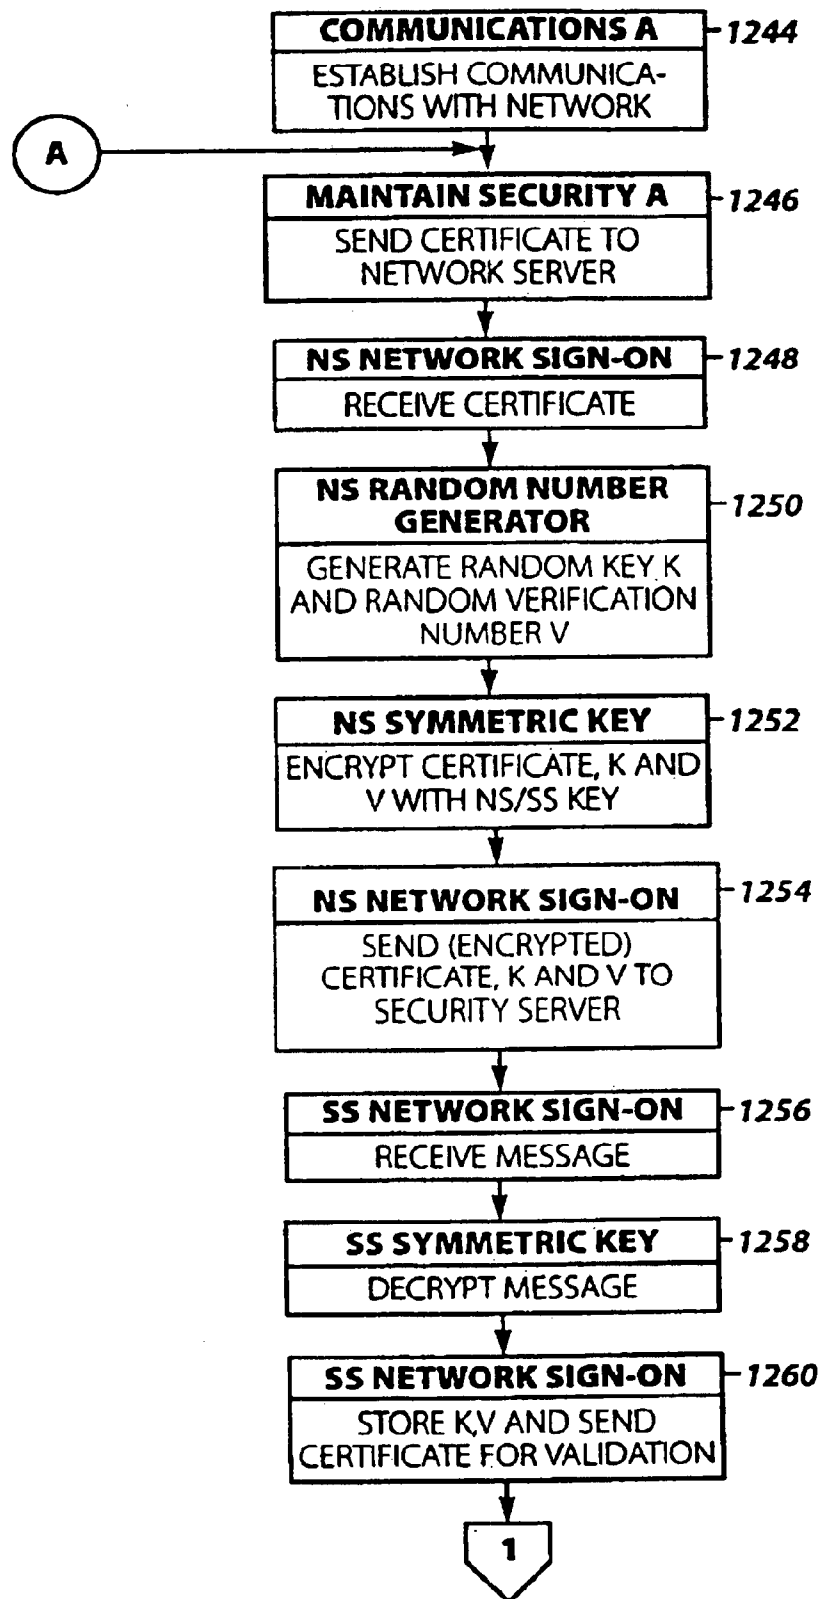 COMMUNICATIONS A
1244
ESTABLISH COMMUNICA-
TIONS WITH NETWORK
A
MAINTAIN SECURITY A
1246
SEND CERTIFICATE TO
NETWORK SERVER
NS NETWORK SIGN-ON
1248
RECEIVE CERTIFICATE
NS RANDOM NUMBER
GENERATOR
1250
GENERATE RANDOM KEY K
AND RANDOM VERIFICATION
NUMBER V
NS SYMMETRIC KEY
1252
ENCRYPT CERTIFICATE, K AND
V WITH NS/SS KEY
NS NETWORK SIGN-ON
1254
SEND (ENCRYPTED)
CERTIFICATE, K AND V TO
SECURITY SERVER
SS NETWORK SIGN-ON
1256
RECEIVE MESSAGE
SS SYMMETRIC KEY
1258
DECRYPT MESSAGE
SS NETWORK SIGN-ON
1260
STORE K,V AND SEND
CERTIFICATE FOR VALIDATION
1